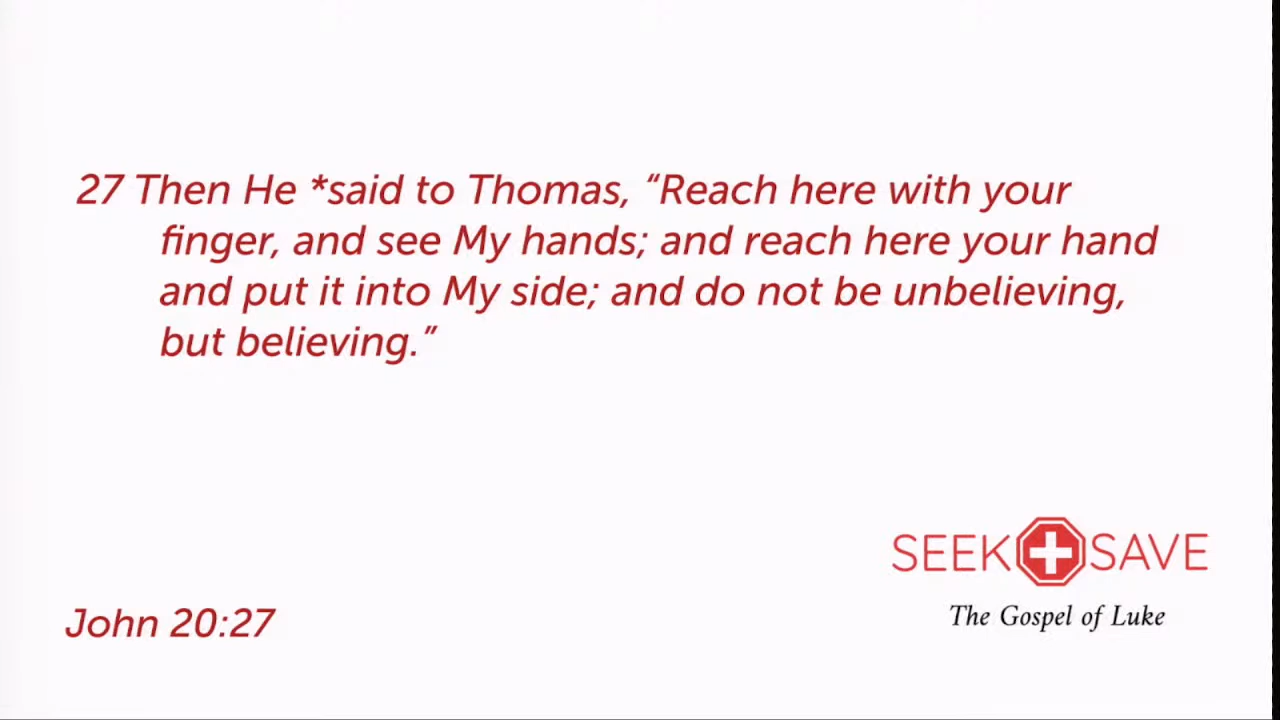 27 Then He *said to Thomas, “Reach here with your
finger, and see My hands; and reach here your hand
and put it into My side; and do not be unbelieving,
but believing.”
SEEK SAVE
The Gospel of Luke
John 20:27